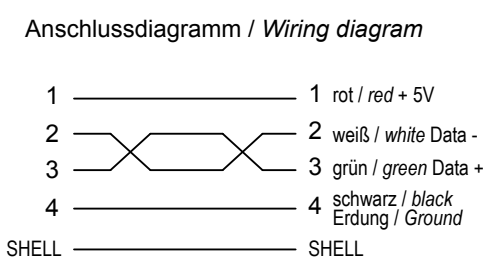 Anschlussdiagramm / Wiring diagram
1 1 rot / red + 5V
2 2 weiß / white Data -
3 3 grün / green Data +
4 4 schwarz / black
Erdung / Ground
SHELL SHELL